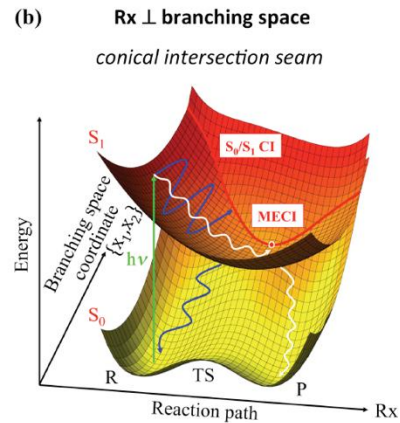 (b) Rx ⊥ branching space
conical intersection seam
S₁
S₀/S₁ CI
MECI
Energy
Branching space
coordinate
{x₁,x₂}
hν
S₀
R
TS
P
Reaction path
Rx